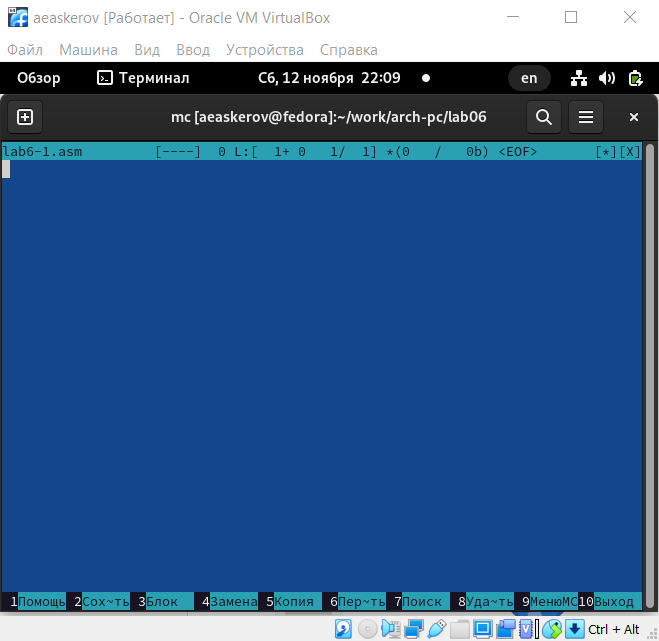 aeaskerov [Работает] - Oracle VM VirtualBox
Файл Машина Вид Ввод Устройства Справка
Обзор Терминал Сб, 12 ноября 22:09 en
mc [aeaskerov@fedora]:~/work/arch-pc/lab06
lab6-1.asm [----] 0 L:[ 1+ 0 1/ 1] *(0 / 0b) <EOF> [*][X]
1Помощь 2Сох~ть 3Блок 4Замена 5Копия 6Пер~ть 7Поиск 8Уда~ть 9МенюMC 10Выход
Ctrl + Alt